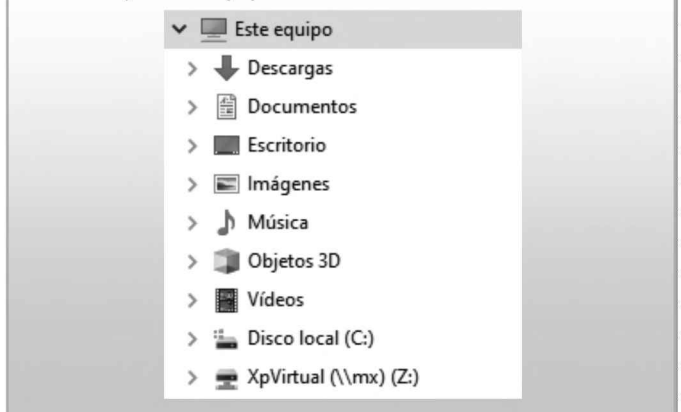 Este equipo
Descargas
Documentos
Escritorio
Imágenes
Música
Objetos 3D
Vídeos
Disco local (C:)
XpVirtual (\\mx) (Z:)